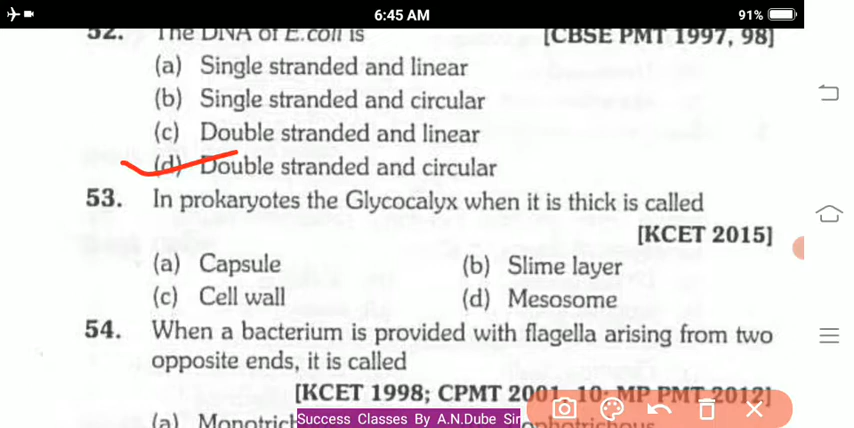 6:45 AM
91%
52. The DNA of E.coli is [CBSE PMT 1997, 98]
(a) Single stranded and linear
(b) Single stranded and circular
(c) Double stranded and linear
(d) Double stranded and circular
53. In prokaryotes the Glycocalyx when it is thick is called
[KCET 2015]
(a) Capsule (b) Slime layer
(c) Cell wall (d) Mesosome
54. When a bacterium is provided with flagella arising from two
opposite ends, it is called
[KCET 1998; CPMT 2001, 10; MP PMT 2012]
(a)
Success Classes By A.N.Dube Sir